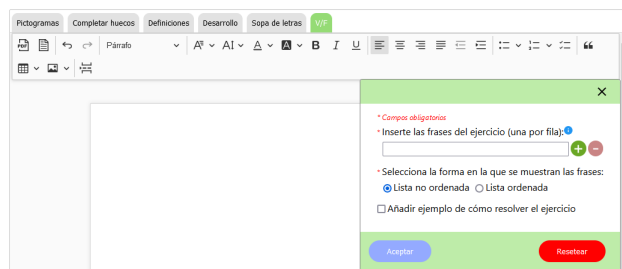 Pictogramas Completar huecos Definiciones Desarrollo Sopa de letras V/F
PDF Párrafo B I U
* Campos obligatorios
* Inserte las frases del ejercicio (una por fila):
* Selecciona la forma en la que se muestran las frases:
Lista no ordenada Lista ordenada
Añadir ejemplo de cómo resolver el ejercicio
Aceptar Resetear